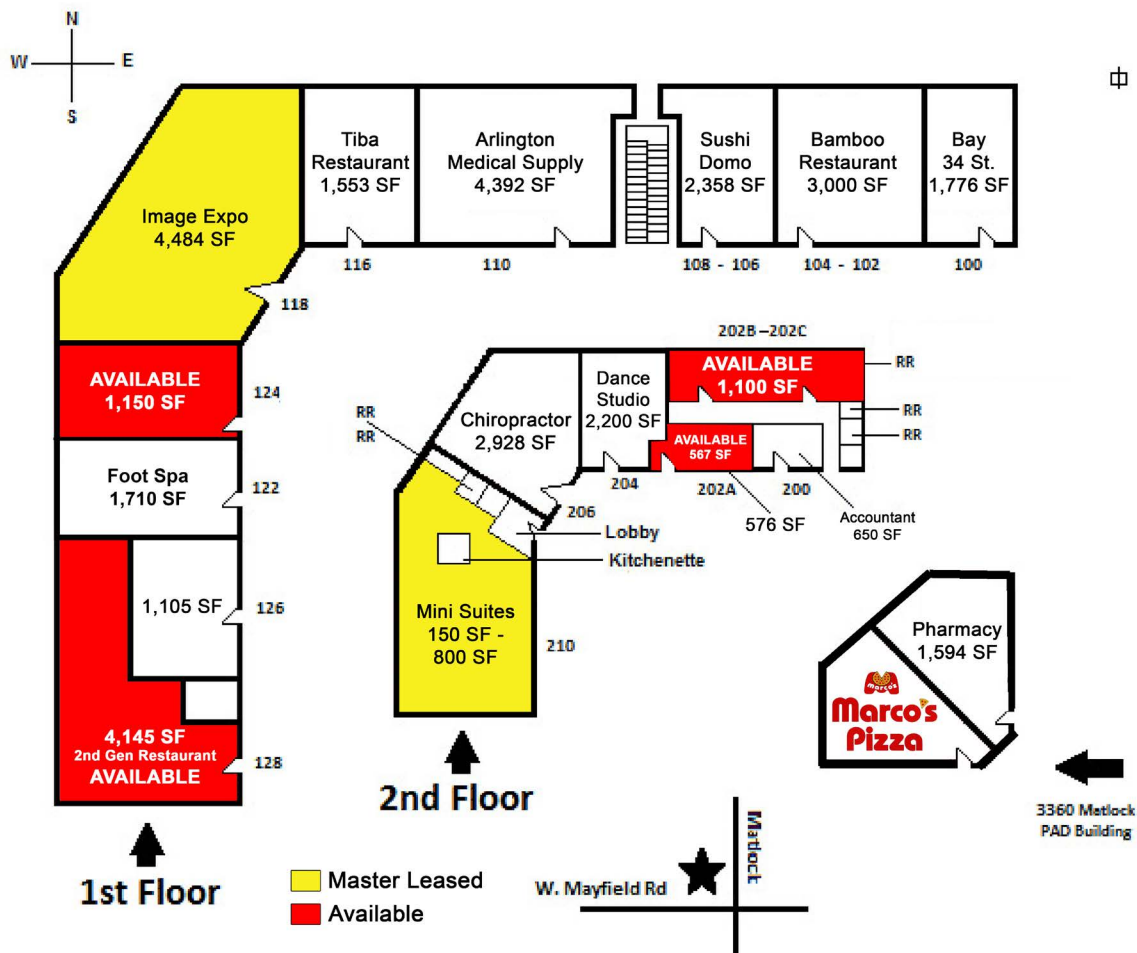 N
W
E
S
Tiba
Restaurant
1,553 SF
Arlington
Medical Supply
4,392 SF
Sushi
Domo
2,358 SF
Bamboo
Restaurant
3,000 SF
Bay
34 St.
1,776 SF
Image Expo
4,484 SF
116
110
108 - 106
104 - 102
100
118
202B-202C
AVAILABLE
1,150 SF
124
Foot Spa
1,710 SF
122
1,105 SF
126
4,145 SF
2nd Gen Restaurant
AVAILABLE
128
1st Floor
RR
RR
Chiropractor
2,928 SF
Dance
Studio
2,200 SF
AVAILABLE
1,100 SF
RR
RR
RR
AVAILABLE
567 SF
204
202A
200
206
576 SF
Accountant
650 SF
Lobby
Kitchenette
Mini Suites
150 SF -
800 SF
210
2nd Floor
Pharmacy
1,594 SF
Marco's
Marco's
Pizza
3360 Matlock
PAD Building
Master Leased
Available
W. Mayfield Rd
Matlock